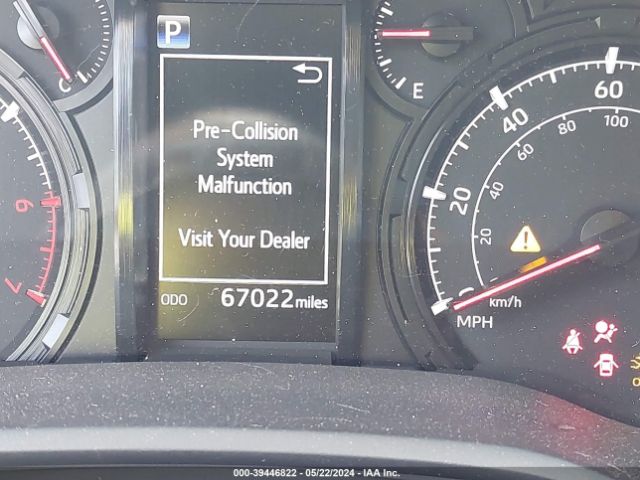 P
C
E
Pre-Collision
System
Malfunction
Visit Your Dealer
ODO 67022 miles
6
7
20
40
60
20
40
60
80
100
km/h
MPH
000-39446822 - 05/22/2024 - IAA Inc.